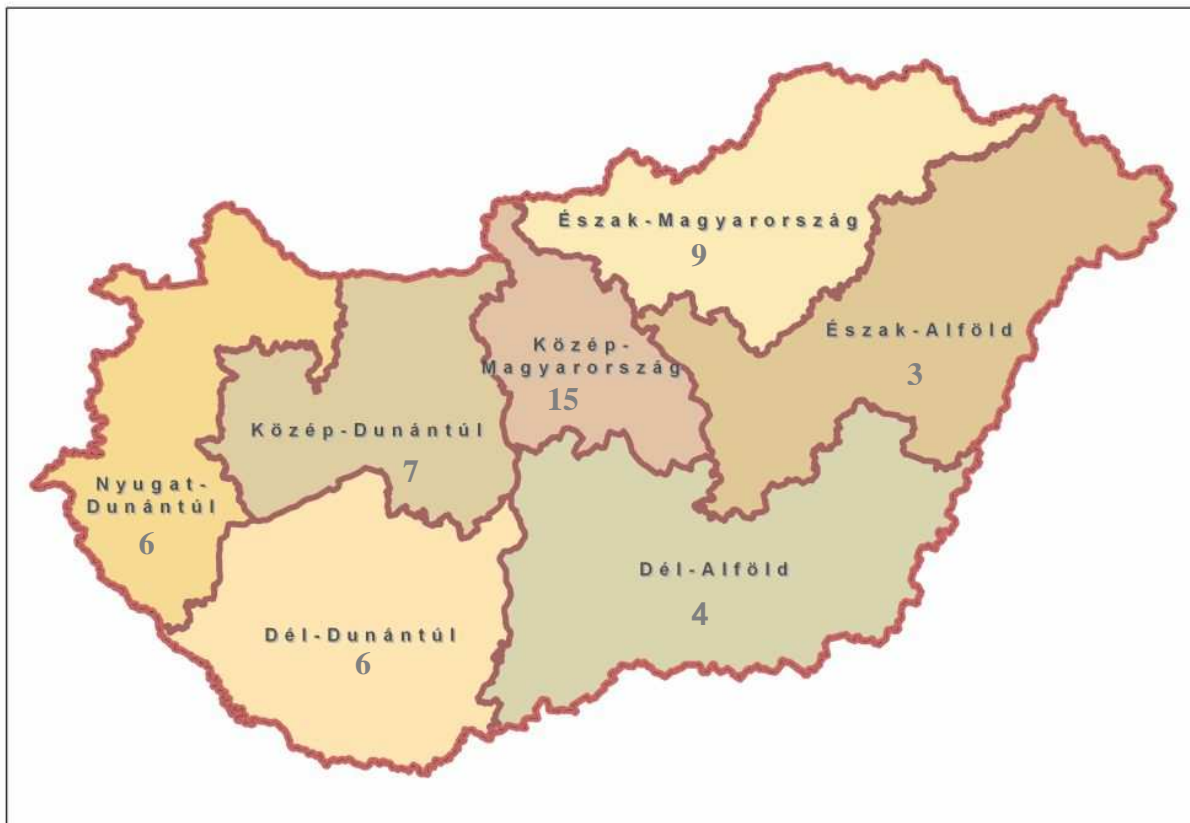 Észak-Magyarország
9
Észak-Alföld
3
Közép-
Magyarország
15
Közép-Dunántúl
7
Nyugat-
Dunántúl
6
Dél-Alföld
4
Dél-Dunántúl
6